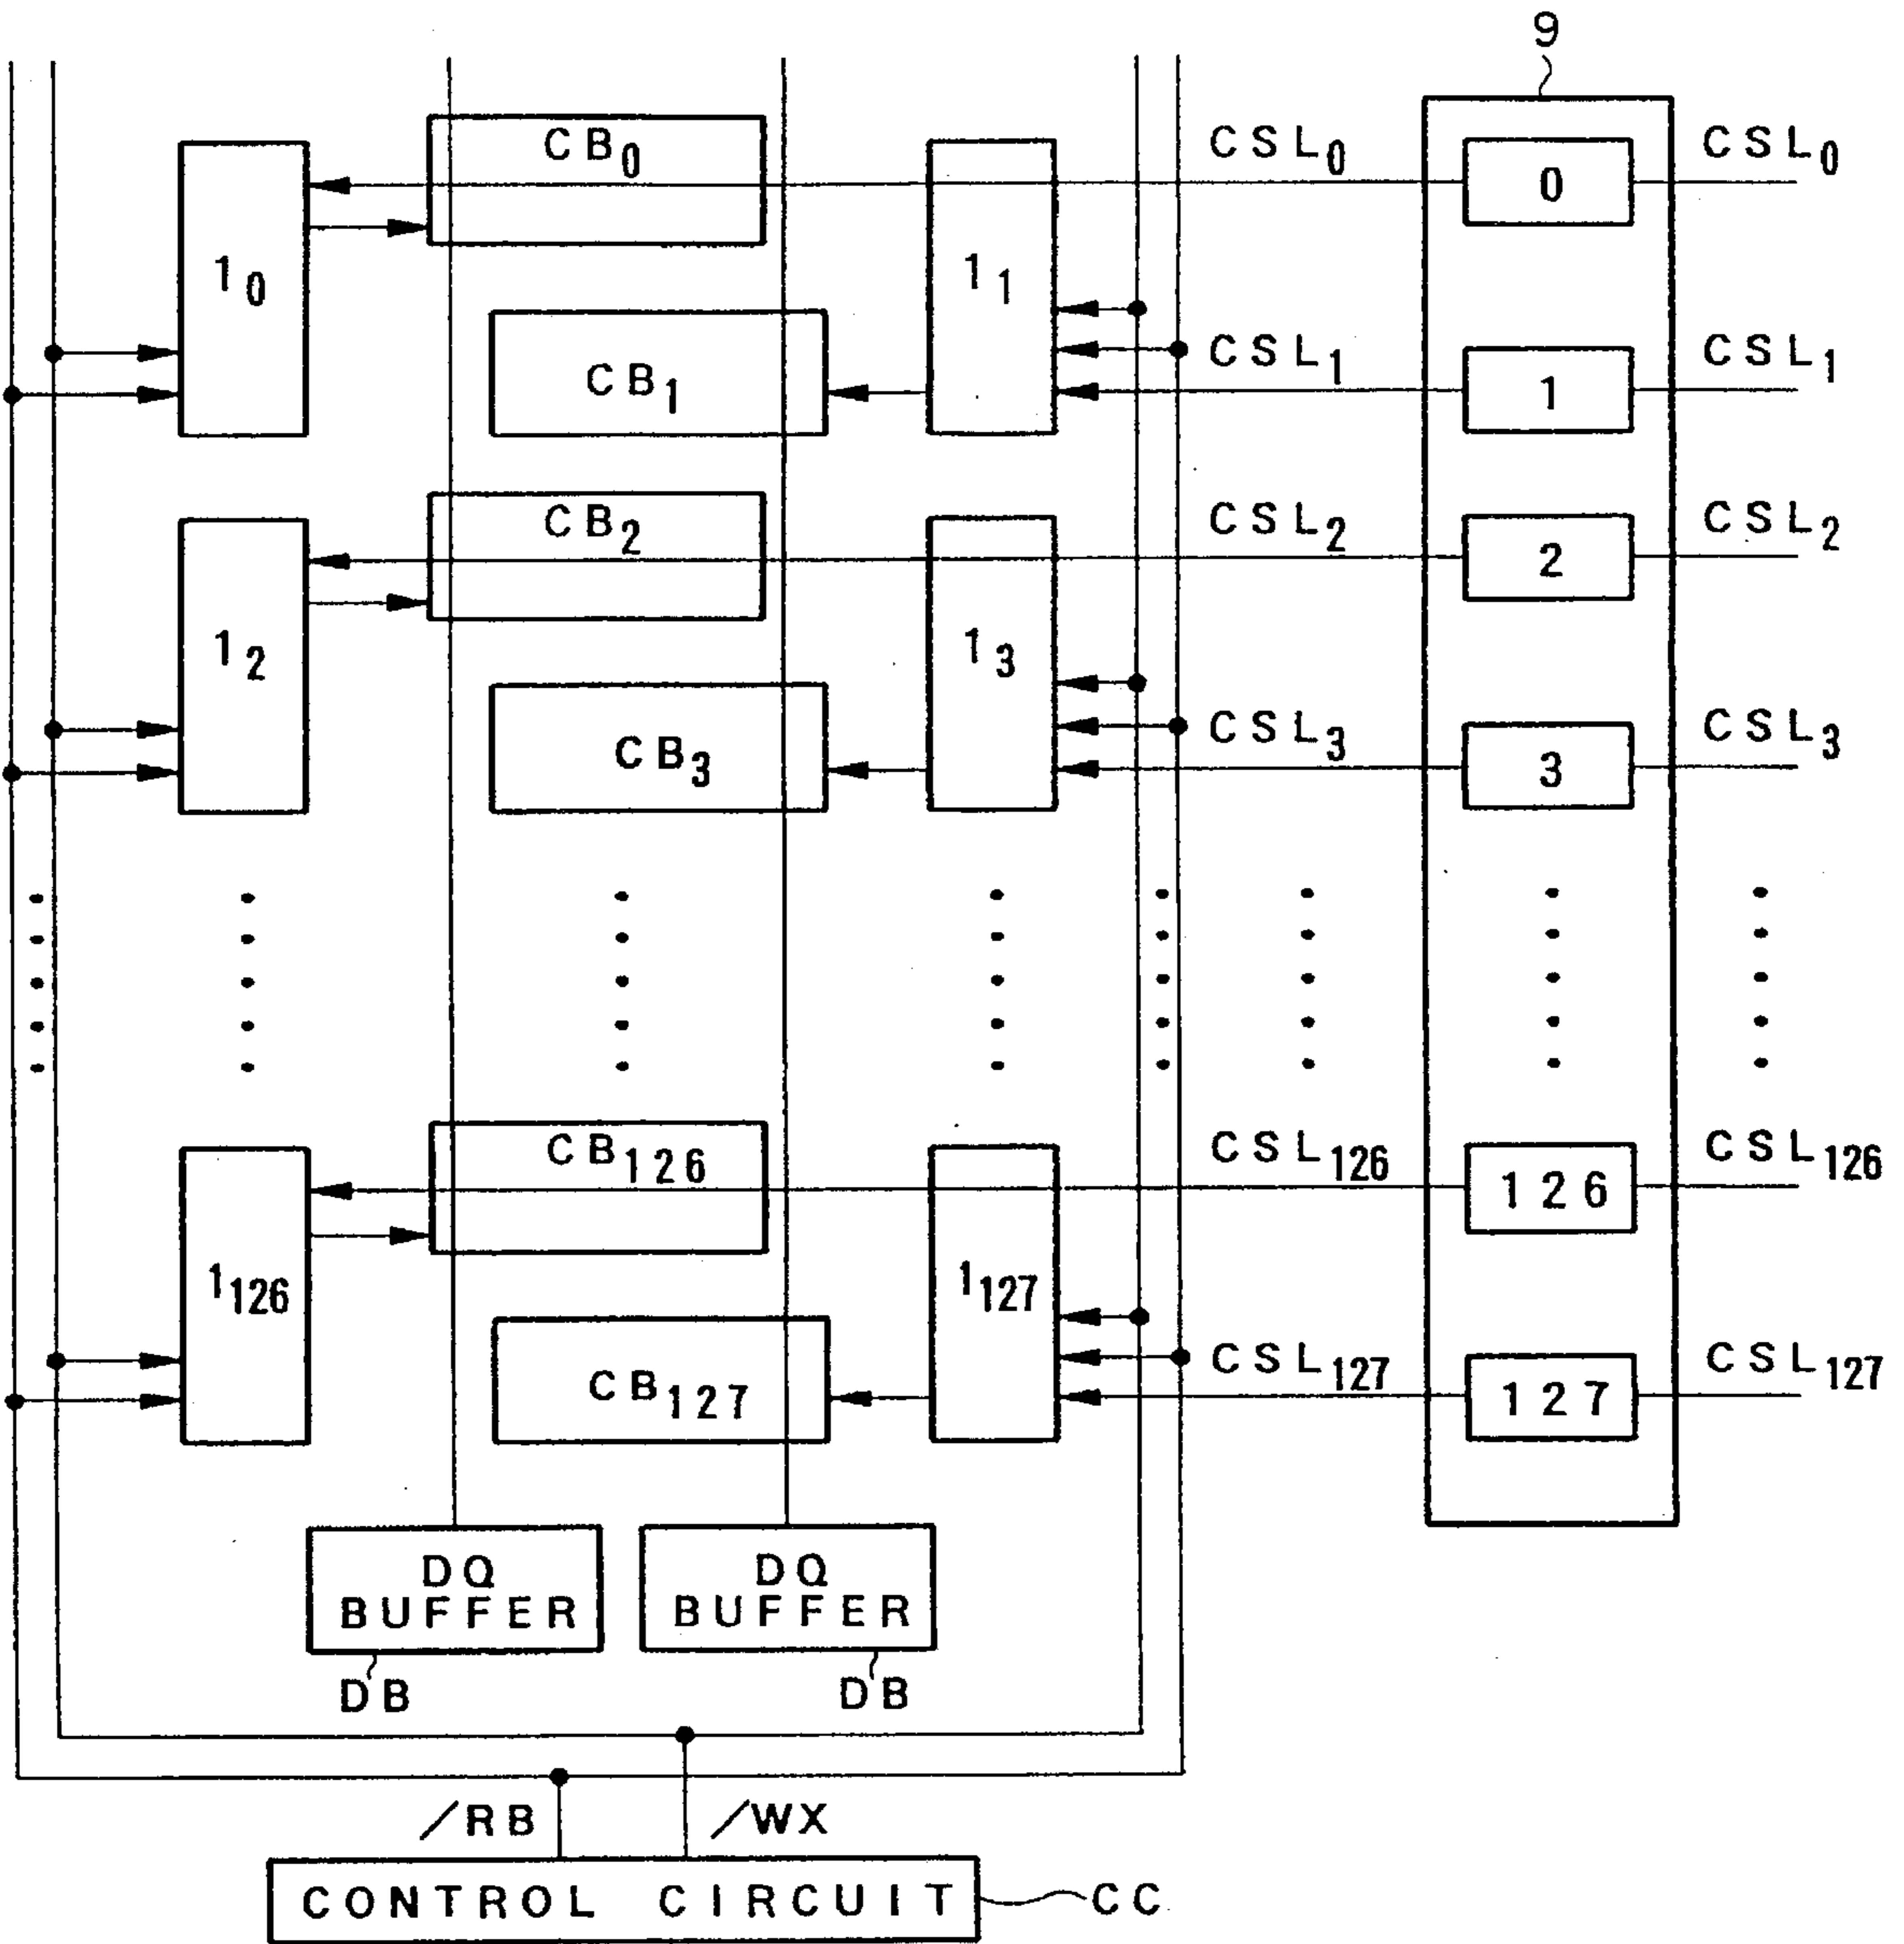 9
CB0 CSL0 0 CSL0
10 11
CB1 CSL1 1 CSL1
CB2 CSL2 2 CSL2
12 13
CB3 CSL3 3 CSL3
CB126 CSL126 126 CSL126
1126 1127
CB127 CSL127 127 CSL127
DQ BUFFER
DQ BUFFER
DB DB
/RB /WX
CONTROL CIRCUIT CC